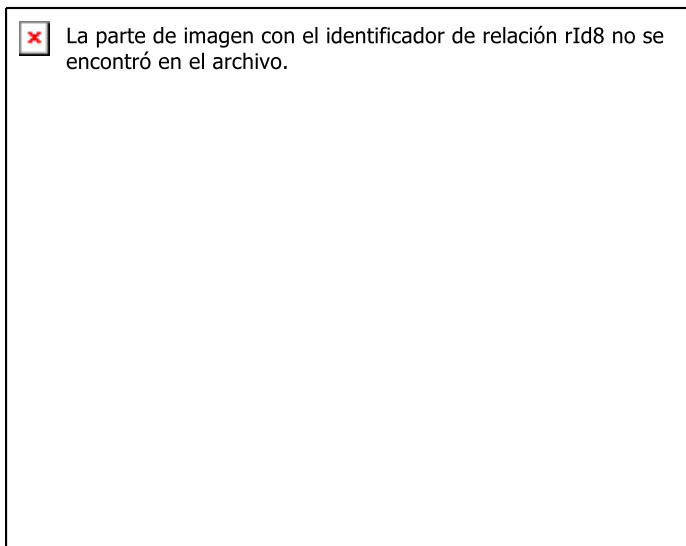 La parte de imagen con el identificador de relación rId8 no se
encontró en el archivo.